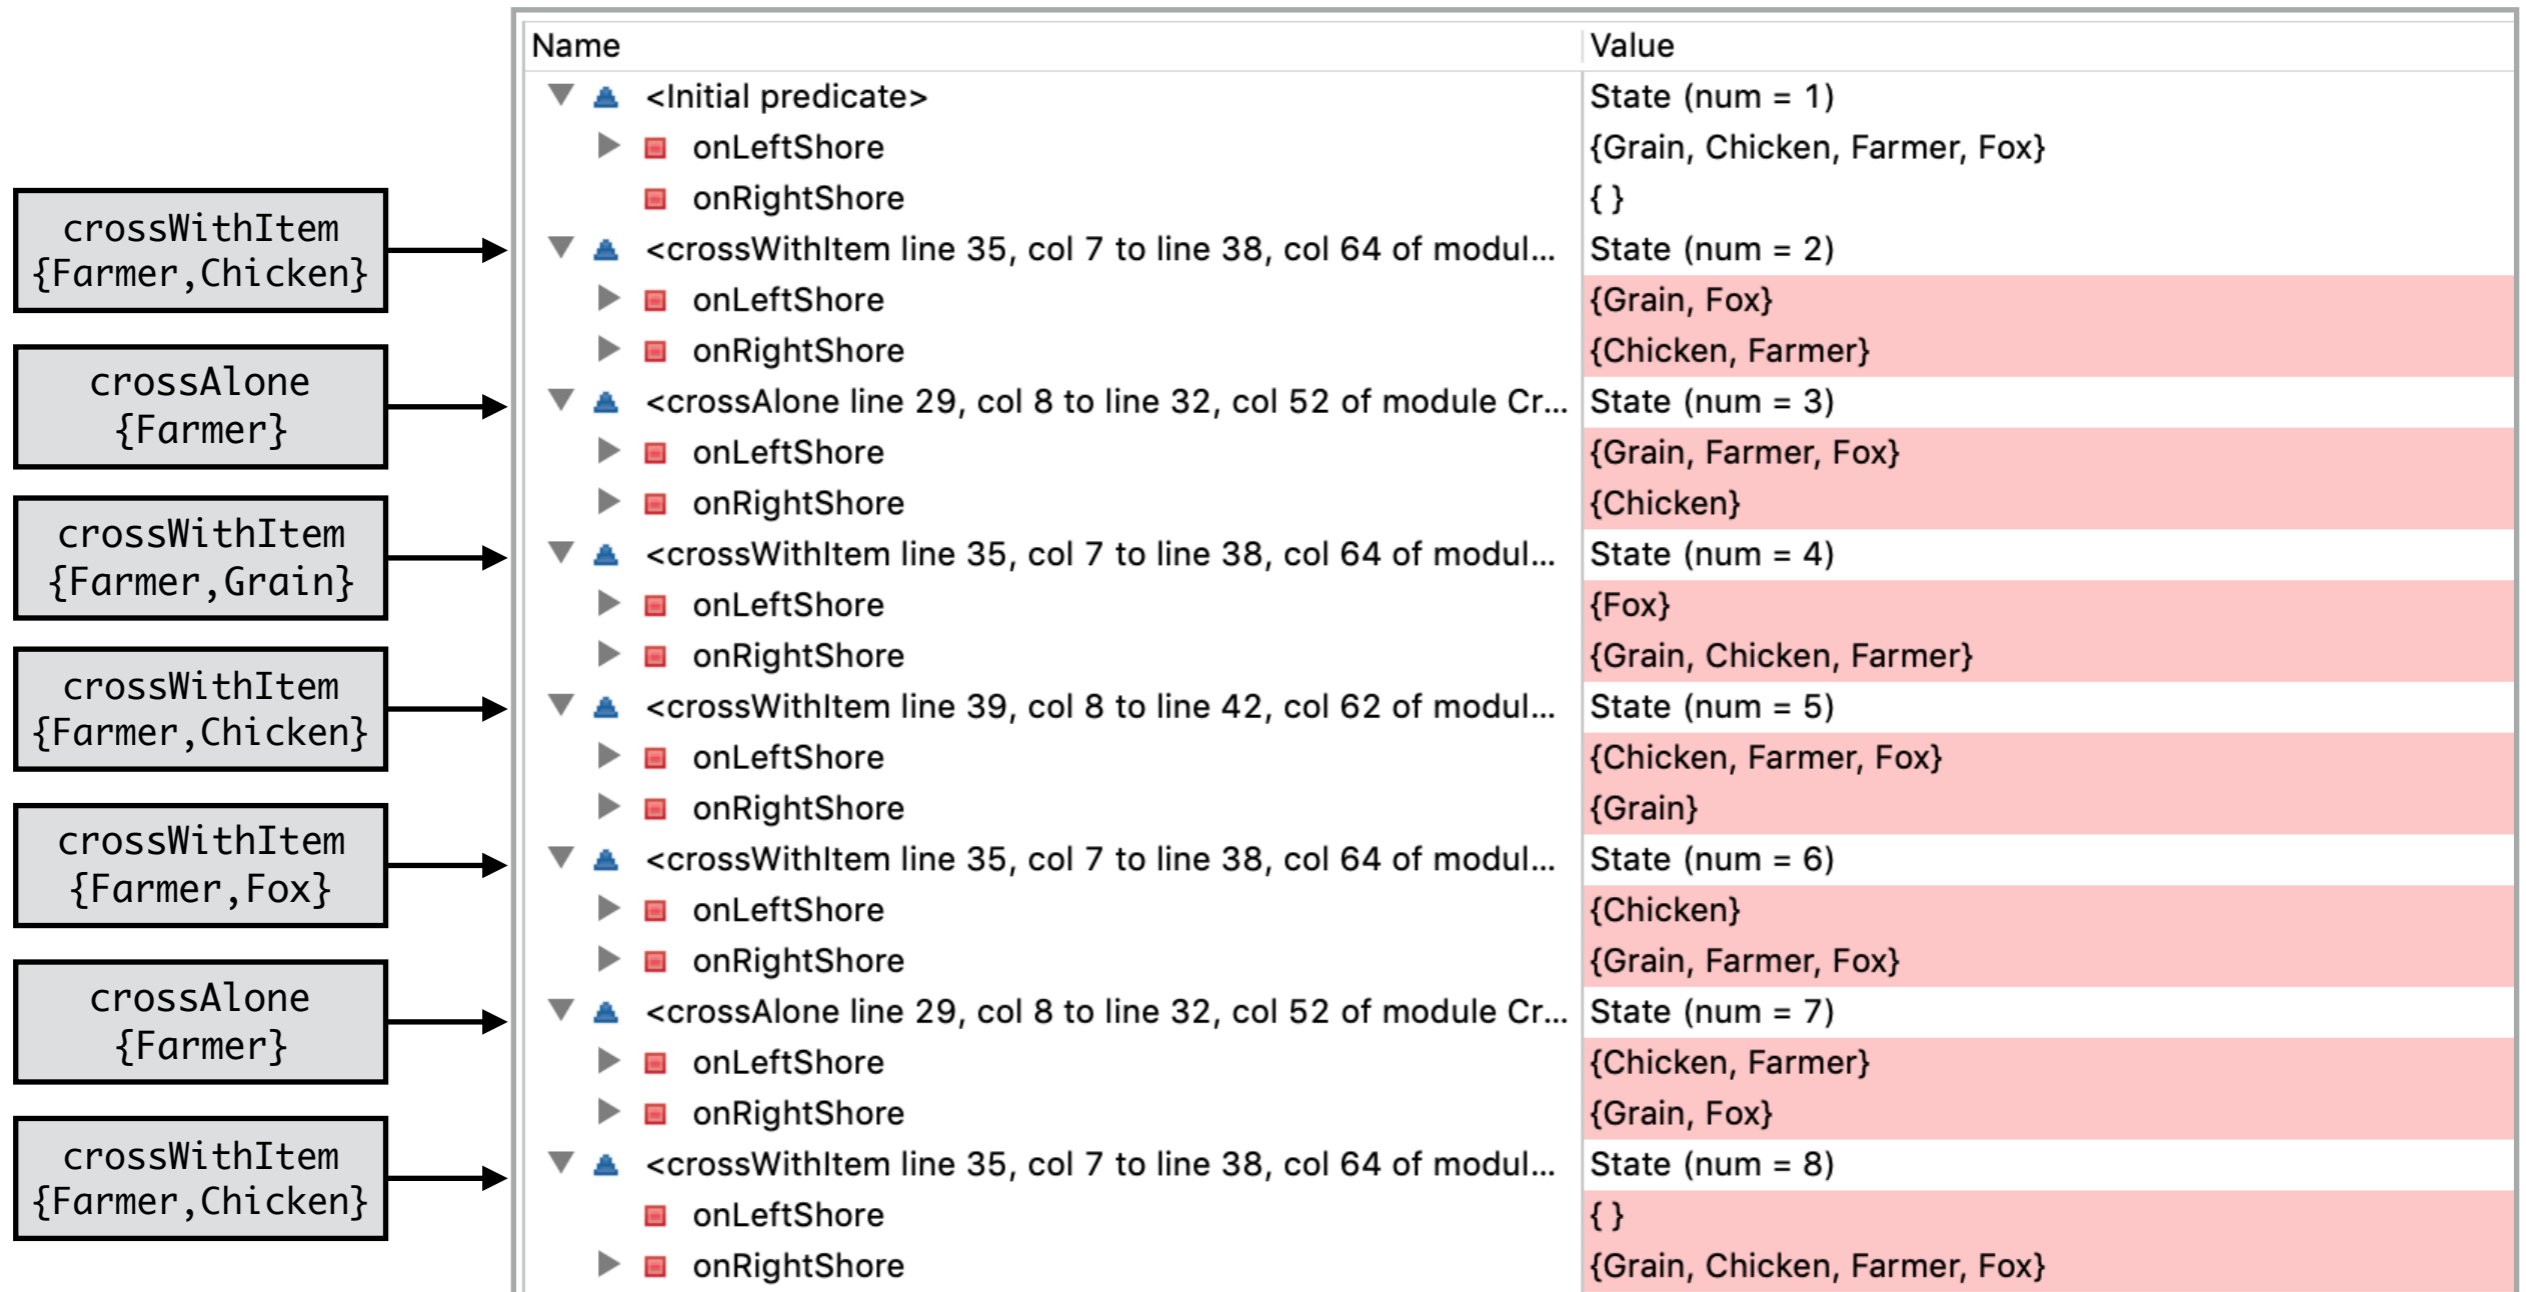 Name Value
<Initial predicate> State (num = 1)
onLeftShore {Grain, Chicken, Farmer, Fox}
onRightShore { }
crossWithItem
{Farmer,Chicken}
<crossWithItem line 35, col 7 to line 38, col 64 of modul... State (num = 2)
onLeftShore {Grain, Fox}
onRightShore {Chicken, Farmer}
crossAlone
{Farmer}
<crossAlone line 29, col 8 to line 32, col 52 of module Cr... State (num = 3)
onLeftShore {Grain, Farmer, Fox}
onRightShore {Chicken}
crossWithItem
{Farmer,Grain}
<crossWithItem line 35, col 7 to line 38, col 64 of modul... State (num = 4)
onLeftShore {Fox}
onRightShore {Grain, Chicken, Farmer}
crossWithItem
{Farmer,Chicken}
<crossWithItem line 39, col 8 to line 42, col 62 of modul... State (num = 5)
onLeftShore {Chicken, Farmer, Fox}
onRightShore {Grain}
crossWithItem
{Farmer,Fox}
<crossWithItem line 35, col 7 to line 38, col 64 of modul... State (num = 6)
onLeftShore {Chicken}
onRightShore {Grain, Farmer, Fox}
crossAlone
{Farmer}
<crossAlone line 29, col 8 to line 32, col 52 of module Cr... State (num = 7)
onLeftShore {Chicken, Farmer}
onRightShore {Grain, Fox}
crossWithItem
{Farmer,Chicken}
<crossWithItem line 35, col 7 to line 38, col 64 of modul... State (num = 8)
onLeftShore { }
onRightShore {Grain, Chicken, Farmer, Fox}